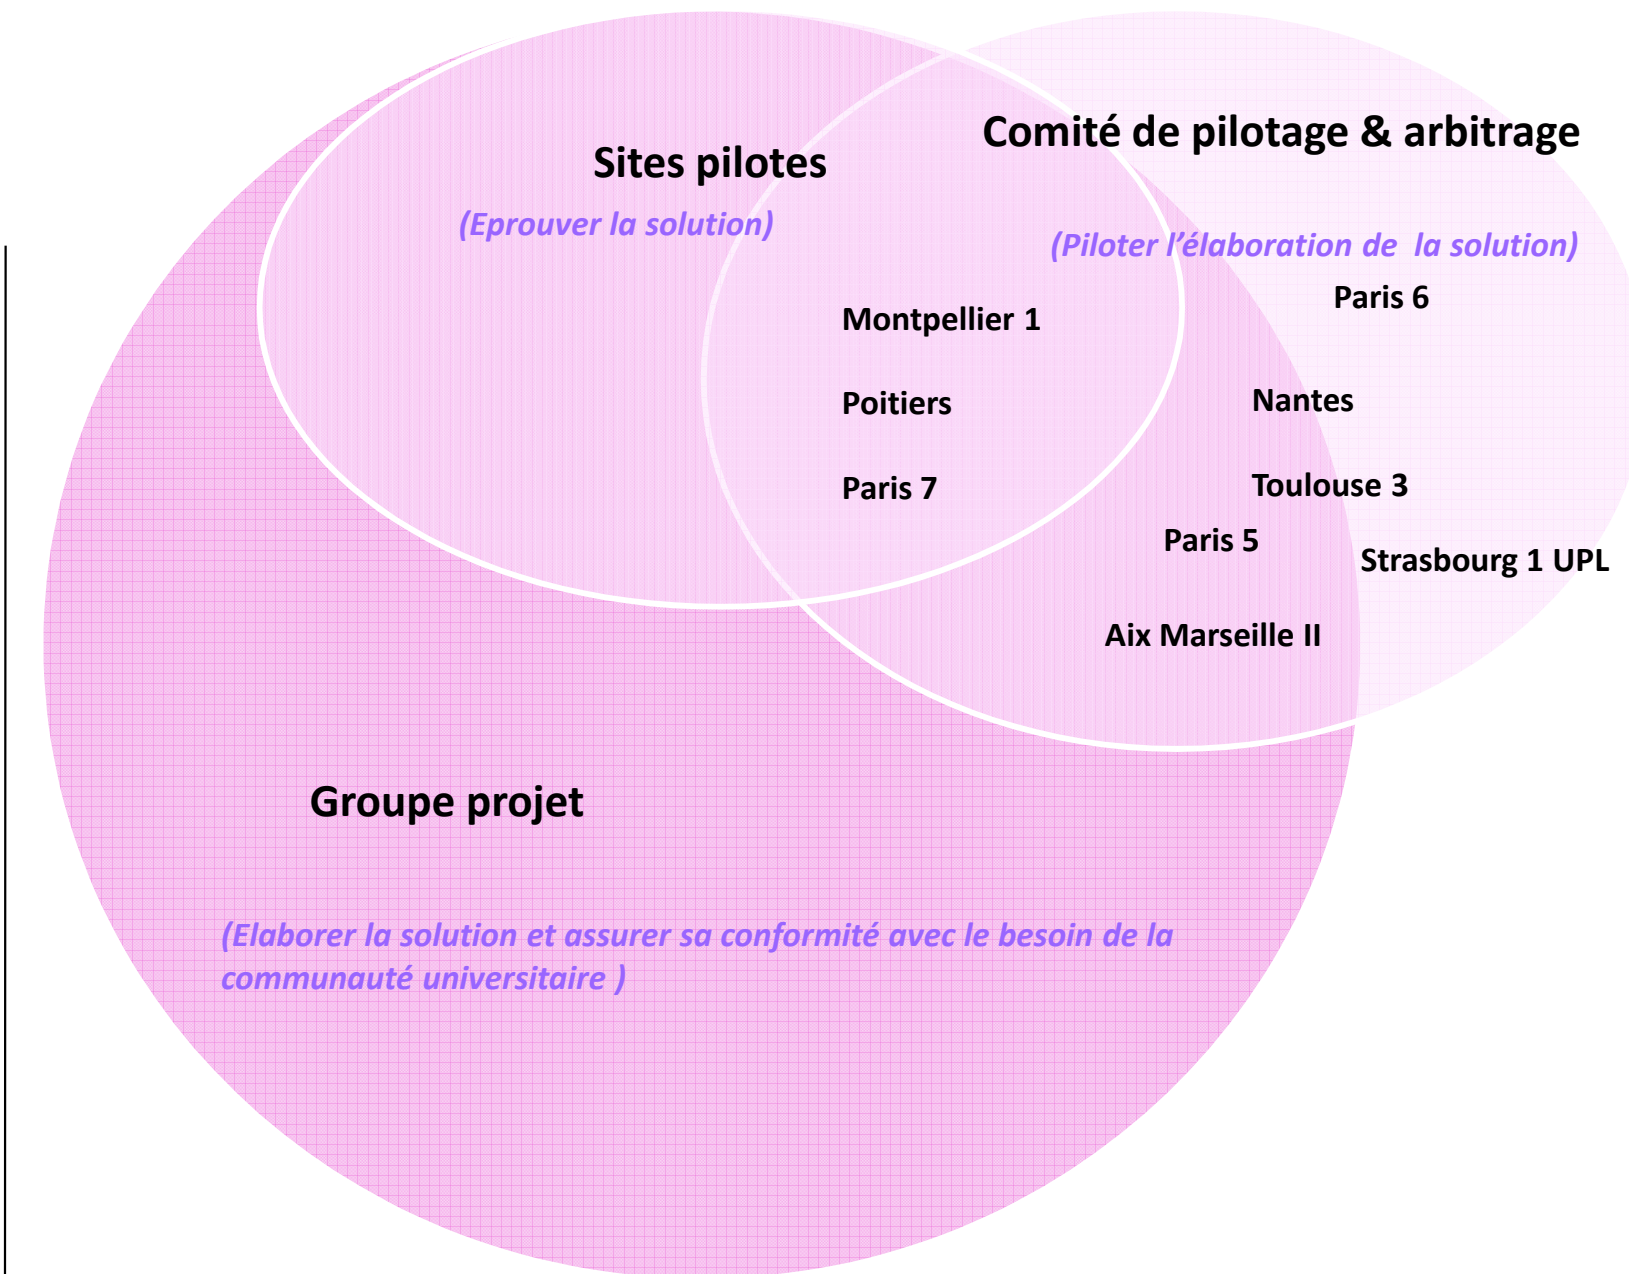 Comité de pilotage & arbitrage
Sites pilotes
(Eprouver la solution)
(Piloter l’élaboration de la solution)
Paris 6
Montpellier 1
Nantes
Poitiers
Toulouse 3
Paris 7
Paris 5
Strasbourg 1 UPL
Aix Marseille II
Groupe projet
(Elaborer la solution et assurer sa conformité avec le besoin de la
communauté universitaire )